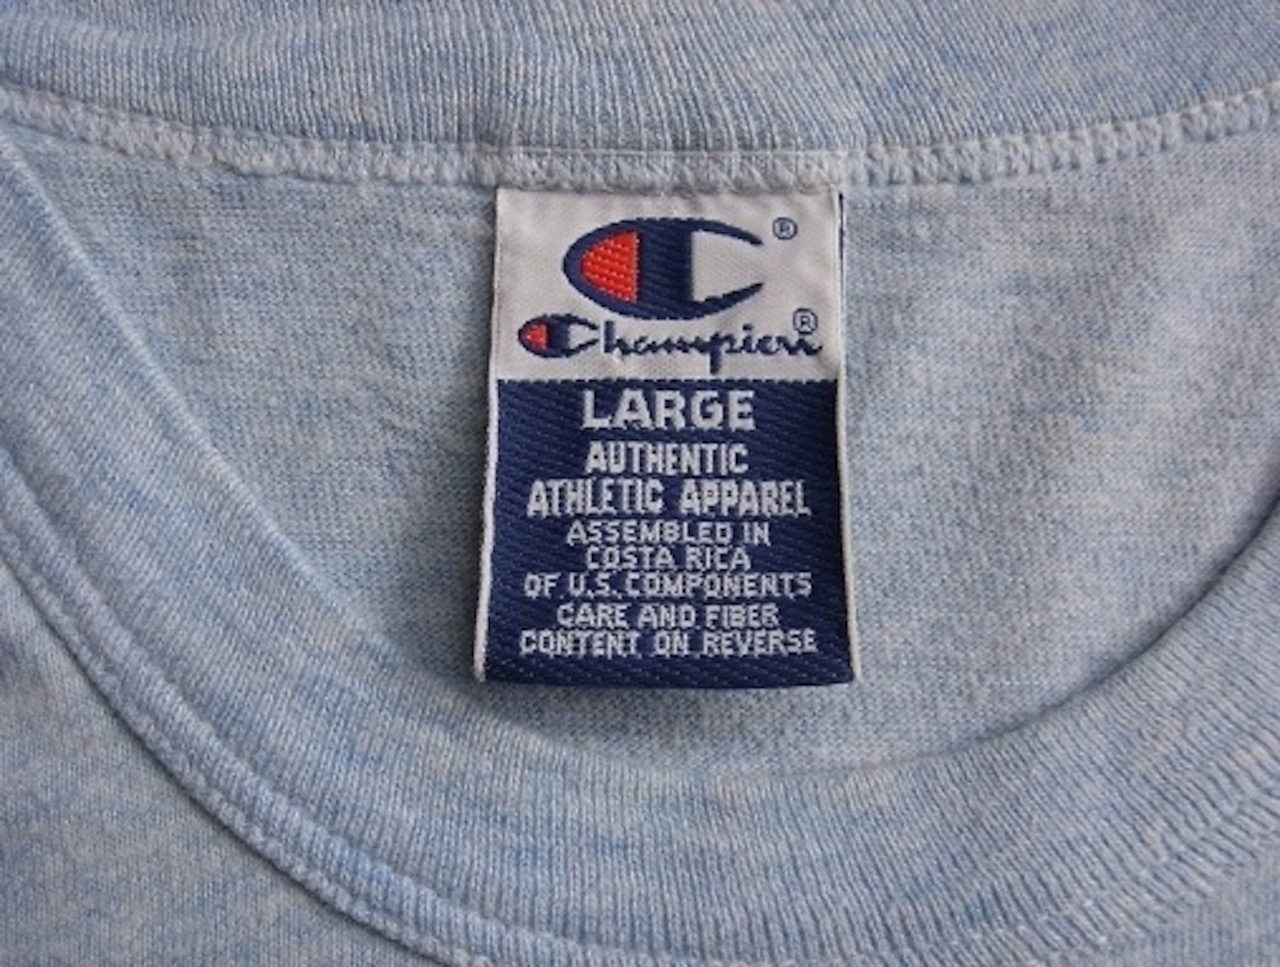 ®
Champion®
LARGE
AUTHENTIC
ATHLETIC APPAREL
ASSEMBLED IN
COSTA RICA
OF U.S. COMPONENTS
CARE AND FIBER
CONTENT ON REVERSE